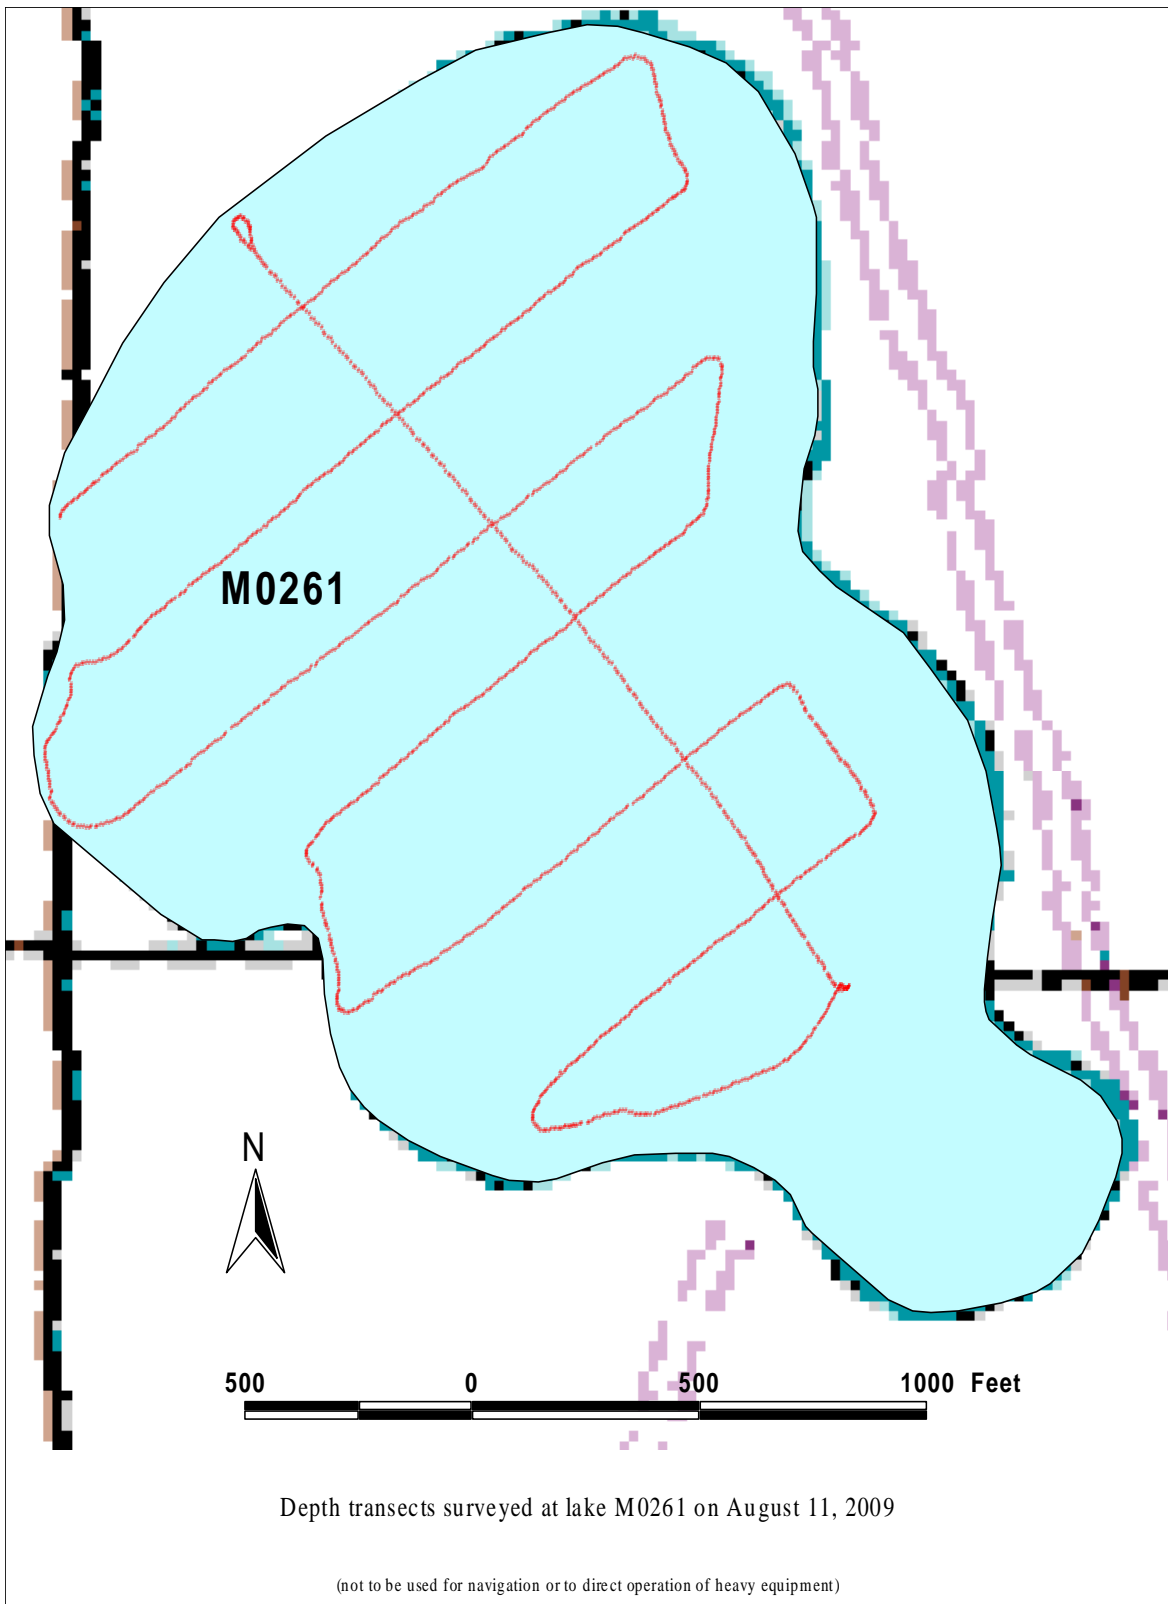 M0261
N
500 0 500 1000 Feet
Depth transects surveyed at lake M0261 on August 11, 2009
(not to be used for navigation or to direct operation of heavy equipment)